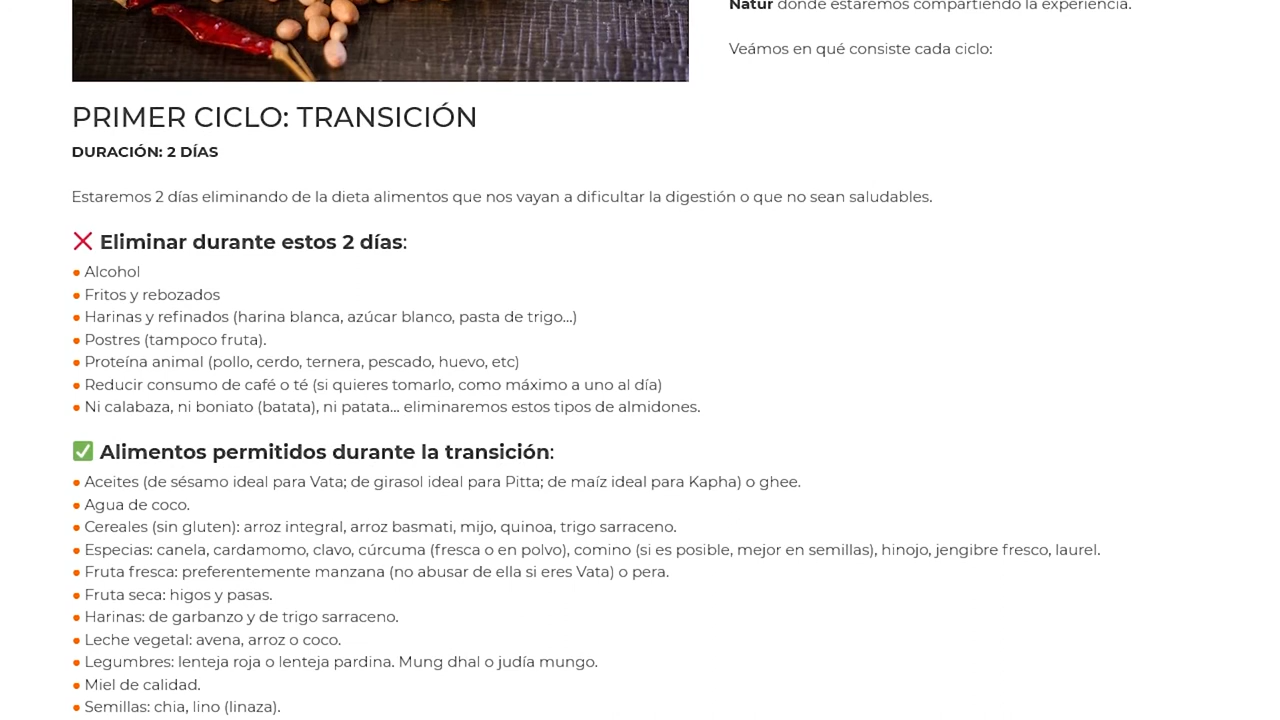 Natur donde estaremos compartiendo la experiencia.
Veámos en qué consiste cada ciclo:
PRIMER CICLO: TRANSICIÓN
DURACIÓN: 2 DÍAS
Estaremos 2 días eliminando de la dieta alimentos que nos vayan a dificultar la digestión o que no sean saludables.
❌ Eliminar durante estos 2 días:
• Alcohol
• Fritos y rebozados
• Harinas y refinados (harina blanca, azúcar blanco, pasta de trigo...)
• Postres (tampoco fruta).
• Proteína animal (pollo, cerdo, ternera, pescado, huevo, etc)
• Reducir consumo de café o té (si quieres tomarlo, como máximo a uno al día)
• Ni calabaza, ni boniato (batata), ni patata... eliminaremos estos tipos de almidones.
✅ Alimentos permitidos durante la transición:
• Aceites (de sésamo ideal para Vata; de girasol ideal para Pitta; de maíz ideal para Kapha) o ghee.
• Agua de coco.
• Cereales (sin gluten): arroz integral, arroz basmati, mijo, quinoa, trigo sarraceno.
• Especias: canela, cardamomo, clavo, cúrcuma (fresca o en polvo), comino (si es posible, mejor en semillas), hinojo, jengibre fresco, laurel.
• Fruta fresca: preferentemente manzana (no abusar de ella si eres Vata) o pera.
• Fruta seca: higos y pasas.
• Harinas: de garbanzo y de trigo sarraceno.
• Leche vegetal: avena, arroz o coco.
• Legumbres: lenteja roja o lenteja pardina. Mung dhal o judía mungo.
• Miel de calidad.
• Semillas: chia, lino (linaza).